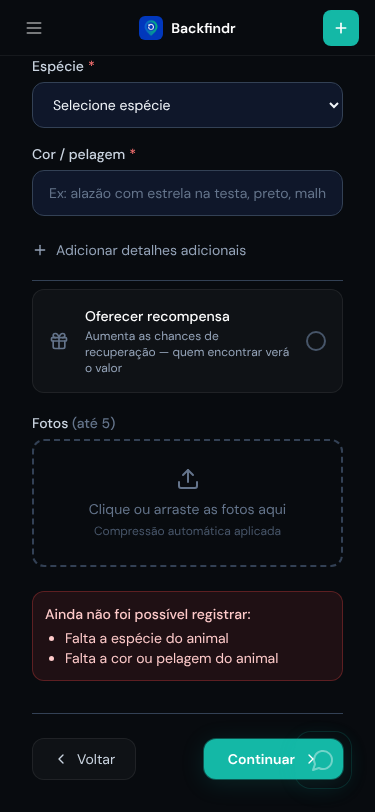 Backfindr
Espécie *
Selecione espécie
Cor / pelagem *
Ex: alazão com estrela na testa, preto, malh
Adicionar detalhes adicionais
Oferecer recompensa
Aumenta as chances de
recuperação — quem encontrar verá
o valor
Fotos (até 5)
Clique ou arraste as fotos aqui
Compressão automática aplicada
Ainda não foi possível registrar:
• Falta a espécie do animal
• Falta a cor ou pelagem do animal
Voltar
Continuar